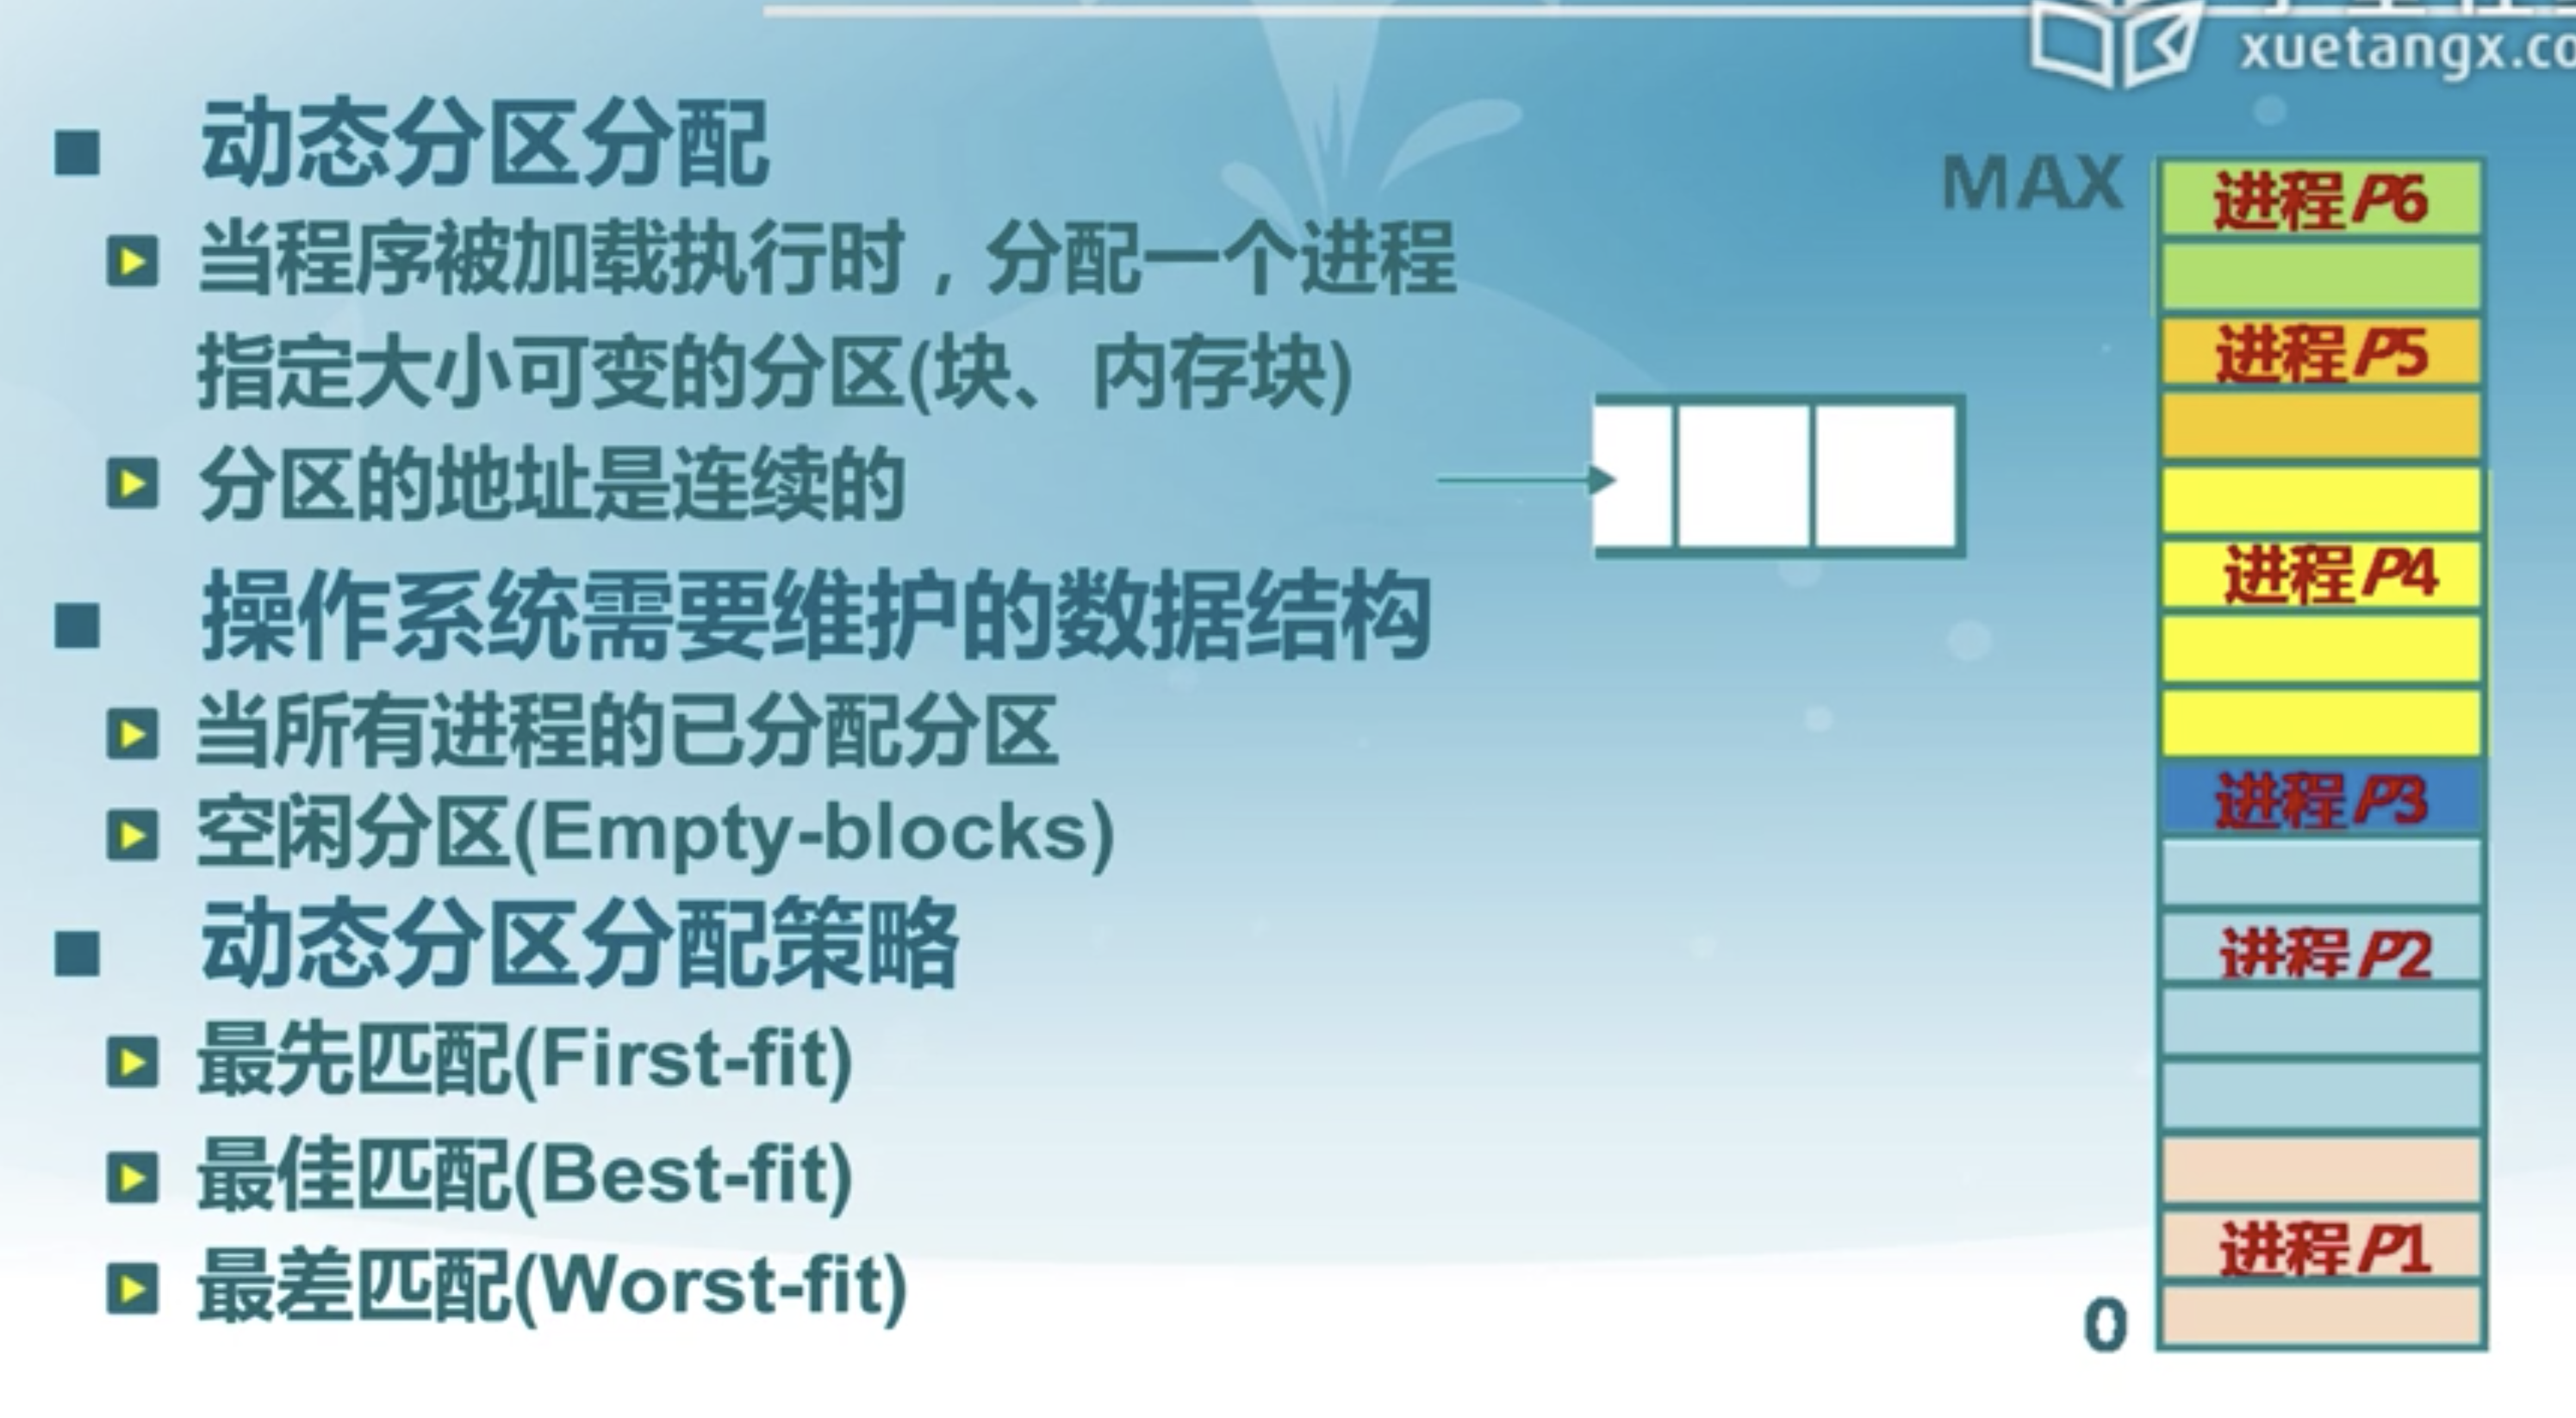 动态分区分配
当程序被加载执行时，分配一个进程
指定大小可变的分区(块、内存块)
分区的地址是连续的
操作系统需要维护的数据结构
当所有进程的已分配分区
空闲分区(Empty-blocks)
动态分区分配策略
最先匹配(First-fit)
最佳匹配(Best-fit)
最差匹配(Worst-fit)
MAX
进程P6
进程P5
进程P4
进程P3
进程P2
进程P1
0